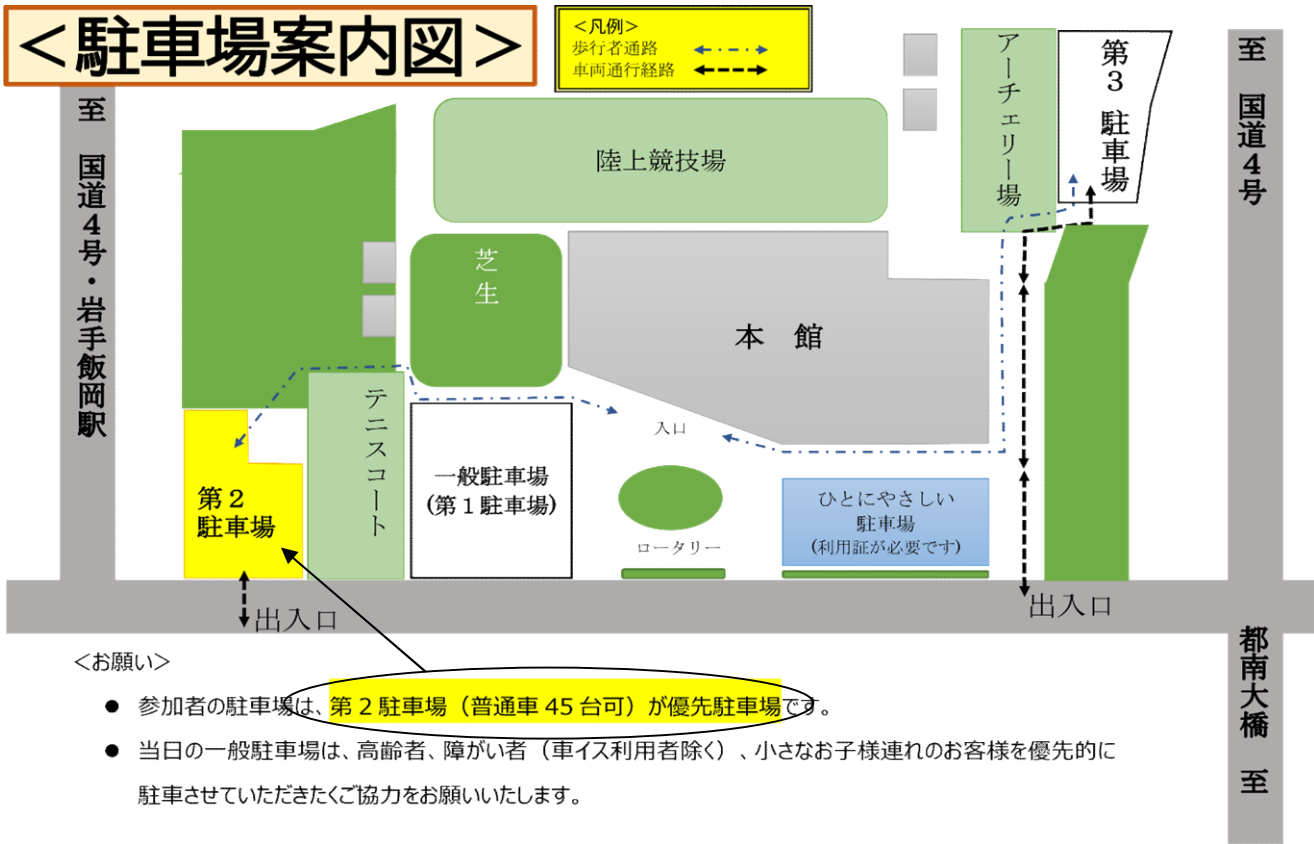 ＜駐車場案内図＞
＜凡例＞
歩行者通路
車両通行経路
至　国道４号・岩手飯岡駅
陸上競技場
アーチェリー場
第３ 駐車場
至　国道４号
芝生
本　館
テニスコート
一般駐車場
(第１駐車場)
入口
第２
駐車場
ロータリー
ひとにやさしい
駐車場
(利用証が必要です)
出入口
出入口
都南大橋　至
＜お願い＞
● 参加者の駐車場は、第２駐車場（普通車 45 台可）が優先駐車場です。
● 当日の一般駐車場は、高齢者、障がい者（車イス利用者除く）、小さなお子様連れのお客様を優先的に
駐車させていただきたくご協力をお願いいたします。